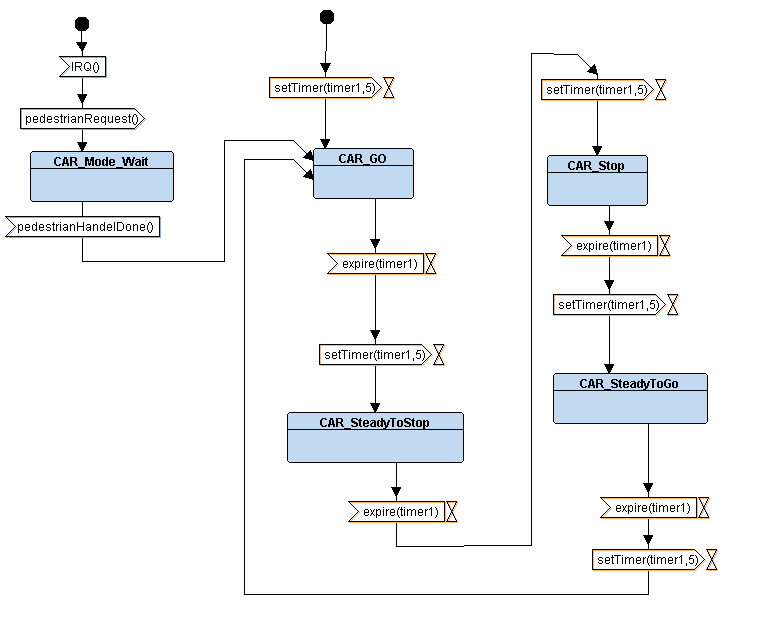 IRQ()
pedestrianRequest()
CAR_Mode_Wait
pedestrianHandelDone()
setTimer(timer1,5)
CAR_GO
expire(timer1)
setTimer(timer1,5)
CAR_SteadyToStop
expire(timer1)
setTimer(timer1,5)
CAR_Stop
expire(timer1)
setTimer(timer1,5)
CAR_SteadyToGo
expire(timer1)
setTimer(timer1,5)